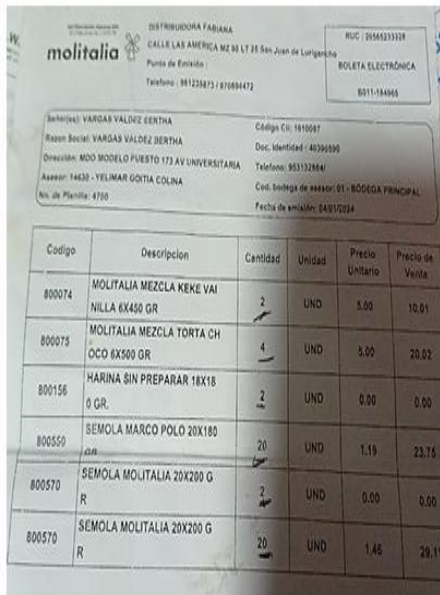 molitalia
DISTRIBUIDORA FABIANA
CALLE LAS AMERICA MZ 90 LT 35 San Juan de Lurigancho
Punto de Emisión :
Telefono : 981235873 / 970894472
RUC : 20565233328
BOLETA ELECTRÓNICA
B011-184965
Señor(es): VARGAS VALDEZ BERTHA
Razon Social: VARGAS VALDEZ BERTHA
Dirección: MDO MODELO PUESTO 173 AV UNIVERSITARIA
Asesor: 14630 - YELIMAR GOITIA COLINA
No. de Planilla: 4750
Código Cli: 1610087
Doc. Identidad : 40390590
Telefono: 953132664/
Cod. bodega de asesor: 01 - BODEGA PRINCIPAL
Fecha de emisión: 04/01/2024
Codigo Descripcion Cantidad Unidad Precio Unitario Precio de Venta
800074 MOLITALIA MEZCLA KEKE VAI 2 UND 5.00 10.01
NILLA 6X450 GR
800075 MOLITALIA MEZCLA TORTA CH 4 UND 5.00 20.02
OCO 6X500 GR
800156 HARINA SIN PREPARAR 18X18 2 UND 0.00 0.00
0 GR.
800550 SEMOLA MARCO POLO 20X180 20 UND 1.19 23.75
GR
800570 SEMOLA MOLITALIA 20X200 G 2 UND 0.00 0.00
R
800570 SEMOLA MOLITALIA 20X200 G 20 UND 1.46 29.1
R